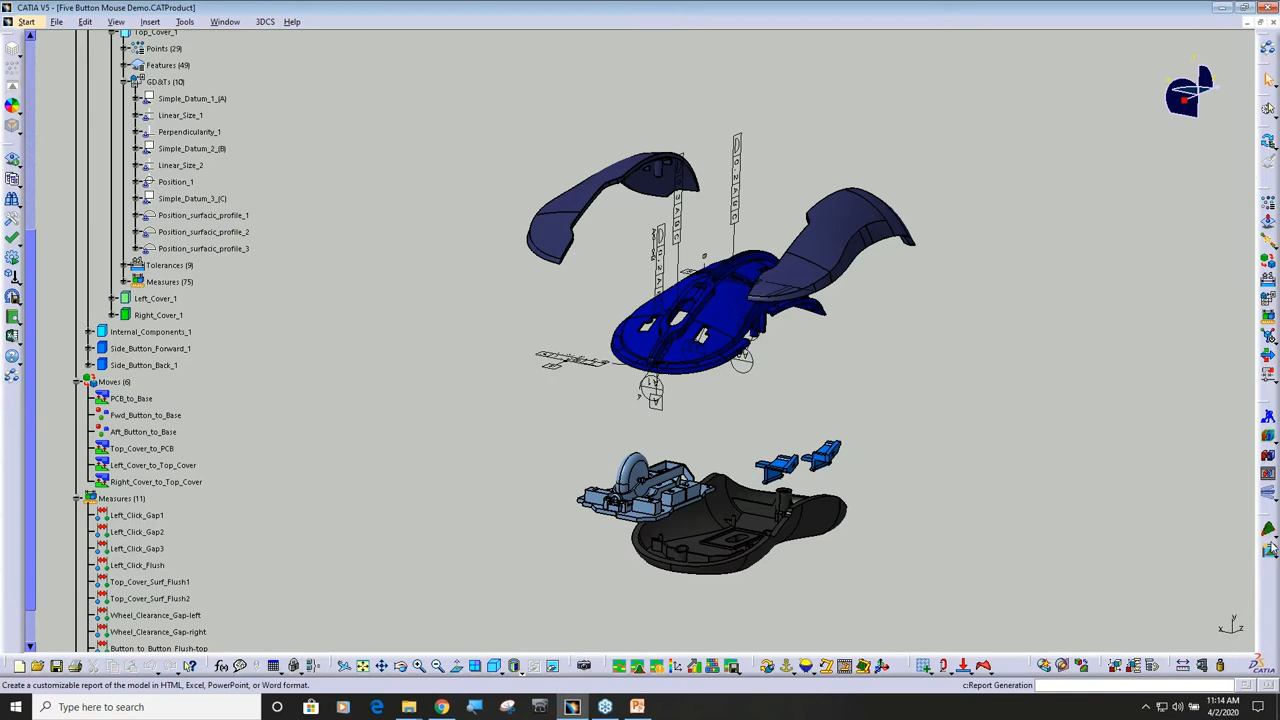 CATIA V5 - [Five Button Mouse Demo.CATProduct]
Start File Edit View Insert Tools Window 3DCS Help
Top_Cover_1
Points (29)
Features (49)
GD&Ts (10)
Simple_Datum_1_(A)
Linear_Size_1
Perpendicularity_1
Simple_Datum_2_(B)
Linear_Size_2
Position_1
Simple_Datum_3_(C)
Position_surfacic_profile_1
Position_surfacic_profile_2
Position_surfacic_profile_3
Tolerances (9)
Measures (75)
Left_Cover_1
Right_Cover_1
Internal_Components_1
Side_Button_Forward_1
Side_Button_Back_1
Moves (6)
PCB_to_Base
Fwd_Button_to_Base
Aft_Button_to_Base
Top_Cover_to_PCB
Left_Cover_to_Top_Cover
Right_Cover_to_Top_Cover
Measures (11)
Left_Click_Gap1
Left_Click_Gap2
Left_Click_Gap3
Left_Click_Flush
Top_Cover_Surf_Flush1
Top_Cover_Surf_Flush2
Wheel_Clearance_Gap-left
Wheel_Clearance_Gap-right
Button_to_Button_Flush-top
Create a customizable report of the model in HTML, Excel, PowerPoint, or Word format.
c:Report Generation
Type here to search
11:14 AM
4/2/2020